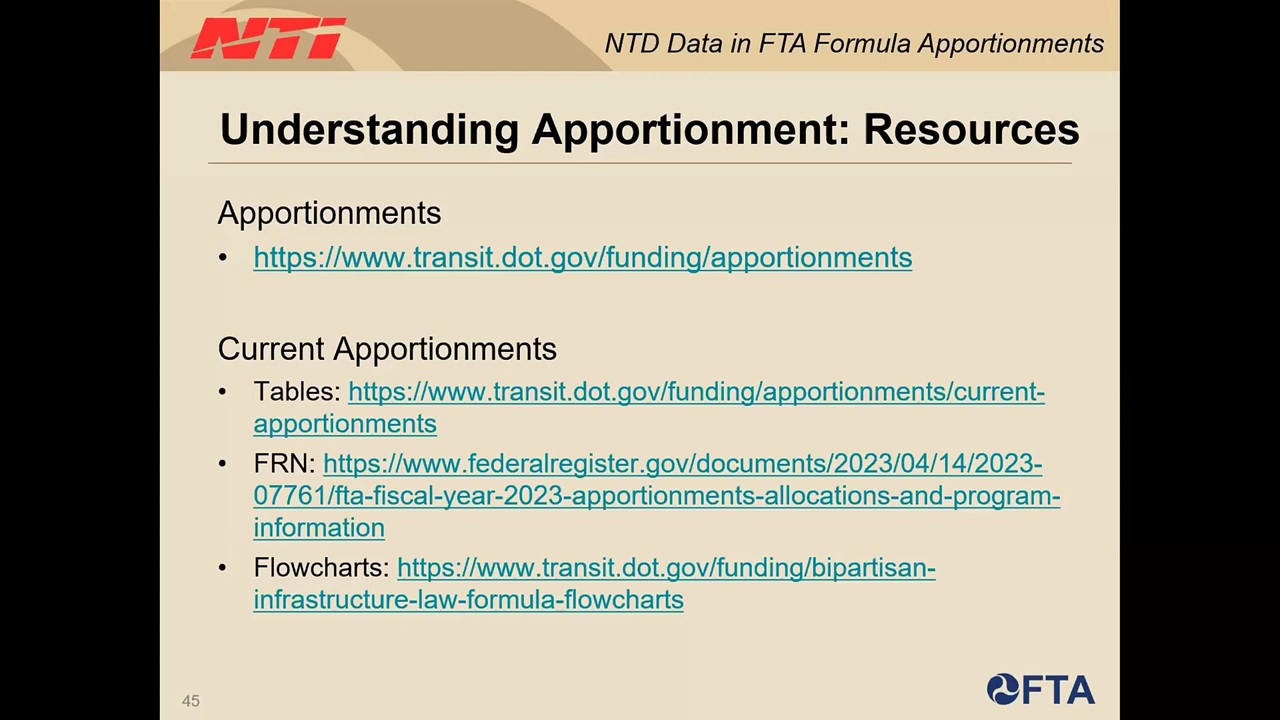 NTI
NTD Data in FTA Formula Apportionments
Understanding Apportionment: Resources
Apportionments
• https://www.transit.dot.gov/funding/apportionments
Current Apportionments
• Tables: https://www.transit.dot.gov/funding/apportionments/current-
apportionments
• FRN: https://www.federalregister.gov/documents/2023/04/14/2023-
07761/fta-fiscal-year-2023-apportionments-allocations-and-program-
information
• Flowcharts: https://www.transit.dot.gov/funding/bipartisan-
infrastructure-law-formula-flowcharts
45
FTA